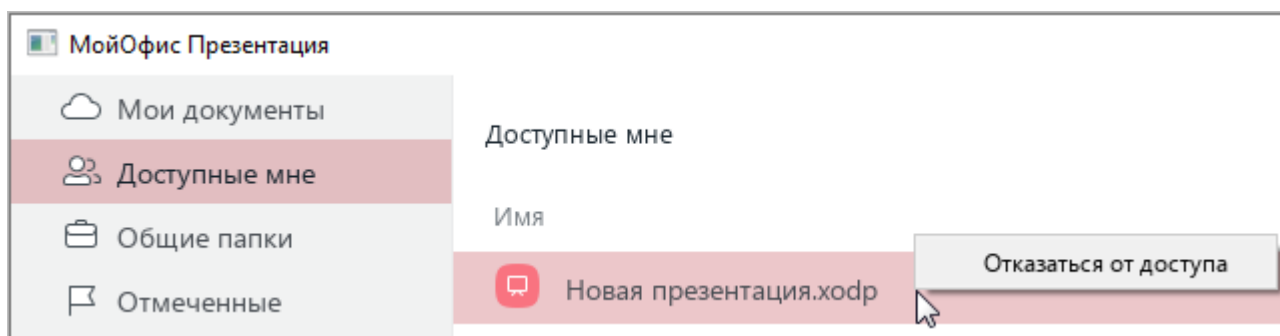 МойОфис Презентация
Мои документы
Доступные мне
Общие папки
Отмеченные
Доступные мне
Имя
Новая презентация.xodp
Отказаться от доступа